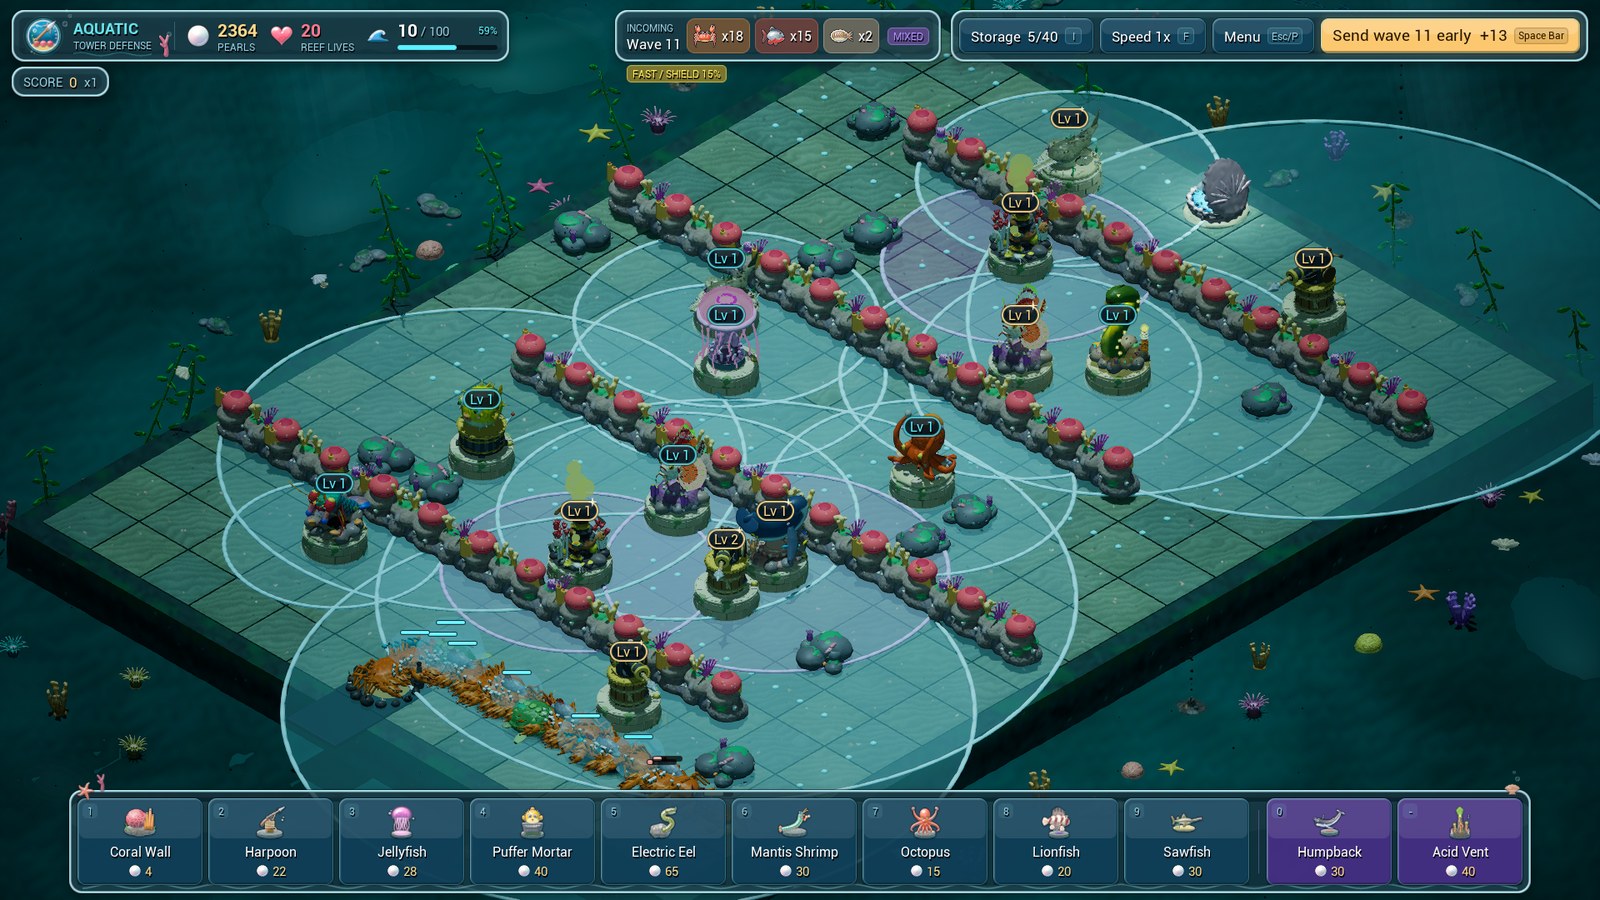 AQUATIC
TOWER DEFENSE
2364
PEARLS
20
REEF LIVES
10 / 100
59%
INCOMING
Wave 11
x18
x15
x2
MIXED
Storage 5/40 I
Speed 1x F
Menu Esc/P
Send wave 11 early +13 Space Bar
SCORE 0 x1
FAST / SHIELD 15%
Lv 1
Lv 1
Lv 1
Lv 1
Lv 1
Lv 1
Lv 1
Lv 1
Lv 1
Lv 1
Lv 1
Lv 1
Lv 1
Lv 2
Lv 1
1
Coral Wall
4
2
Harpoon
22
3
Jellyfish
28
4
Puffer Mortar
40
5
Electric Eel
65
6
Mantis Shrimp
30
7
Octopus
15
8
Lionfish
20
9
Sawfish
30
0
Humpback
30
-
Acid Vent
40